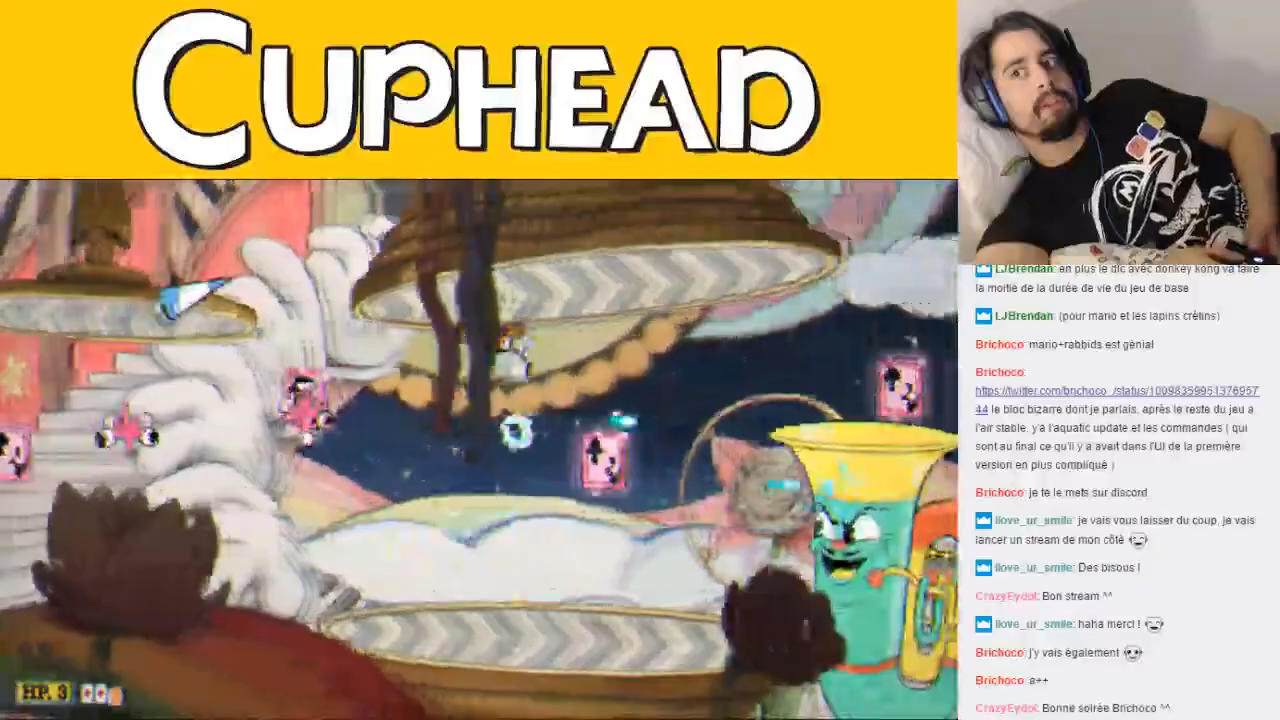 CUPHEAD
LJBrendan: en plus le dlc avec donkey kong va faire
la moitié de la durée de vie du jeu de base
LJBrendan: (pour mario et les lapins crétins)
Brichoco: mario+rabbids est génial
Brichoco:
https://twitter.com/brichoco_/status/10098359951376957
44 le bloc bizarre dont je parlais, après le reste du jeu a
l'air stable, y'a l'aquatic update et les commandes ( qui
sont au final ce qu'il y avait dans l'UI de la première
version en plus compliqué )
Brichoco: je te le mets sur discord
ilove_ur_smile: je vais vous laisser du coup, je vais
lancer un stream de mon côté
ilove_ur_smile: Des bisous !
CrazyEydol: Bon stream ^^
ilove_ur_smile: haha merci !
Brichoco: j'y vais également
Brichoco: a++
CrazyEydol: Bonne soirée Brichoco ^^
HP. 3